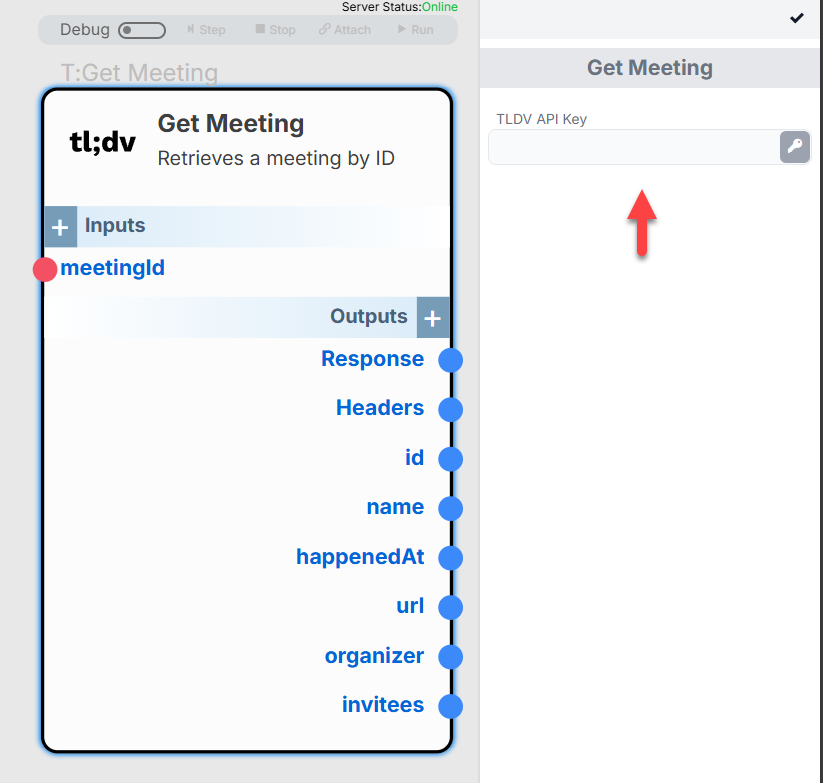 Server Status:Online
Debug Step Stop Attach Run
T:Get Meeting
tl;dv
Get Meeting
Retrieves a meeting by ID
+ Inputs
meetingId
Outputs +
Response
Headers
id
name
happenedAt
url
organizer
invitees
Get Meeting
TLDV API Key